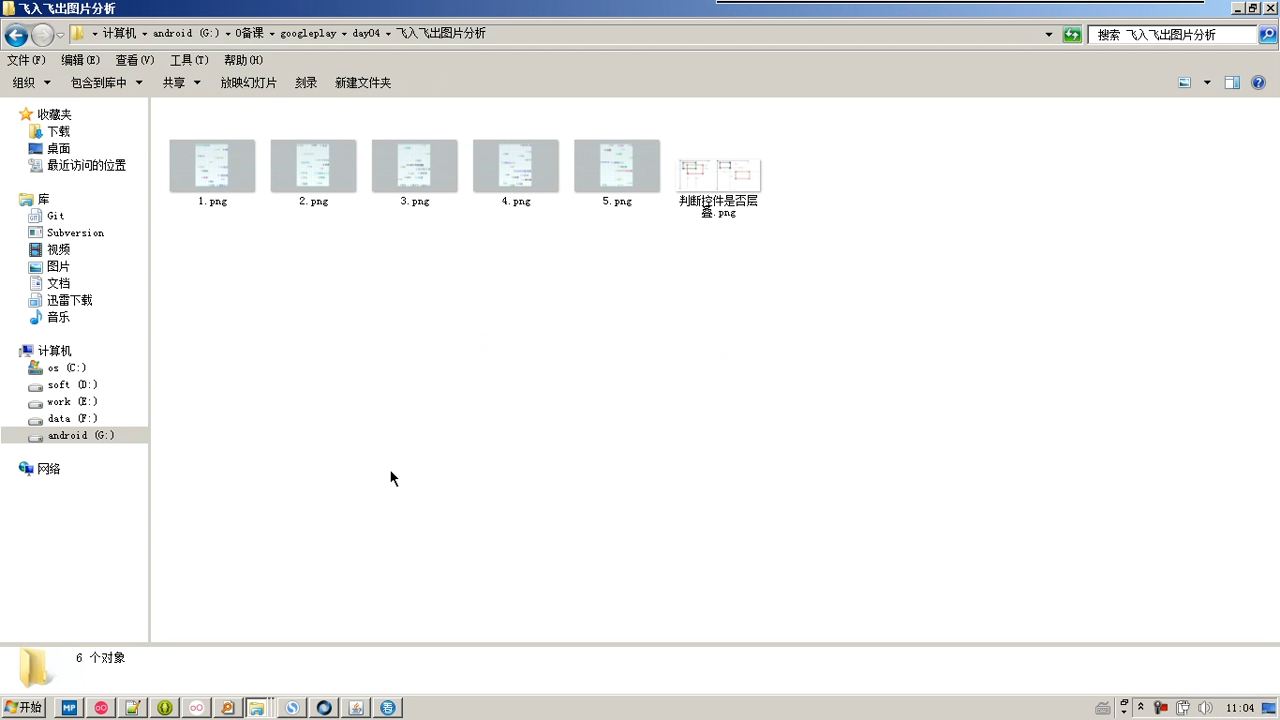 飞入飞出图片分析
计算机 android (G:) 0备课 googleplay day04 飞入飞出图片分析
搜索 飞入飞出图片分析
文件(F) 编辑(E) 查看(V) 工具(T) 帮助(H)
组织 包含到库中 共享 放映幻灯片 刻录 新建文件夹
收藏夹
下载
桌面
最近访问的位置
库
Git
Subversion
视频
图片
文档
迅雷下载
音乐
计算机
os (C:)
soft (D:)
work (E:)
data (F:)
android (G:)
网络
1.png 2.png 3.png 4.png 5.png 判断控件是否层
叠.png
6 个对象
开始 MP 11:04